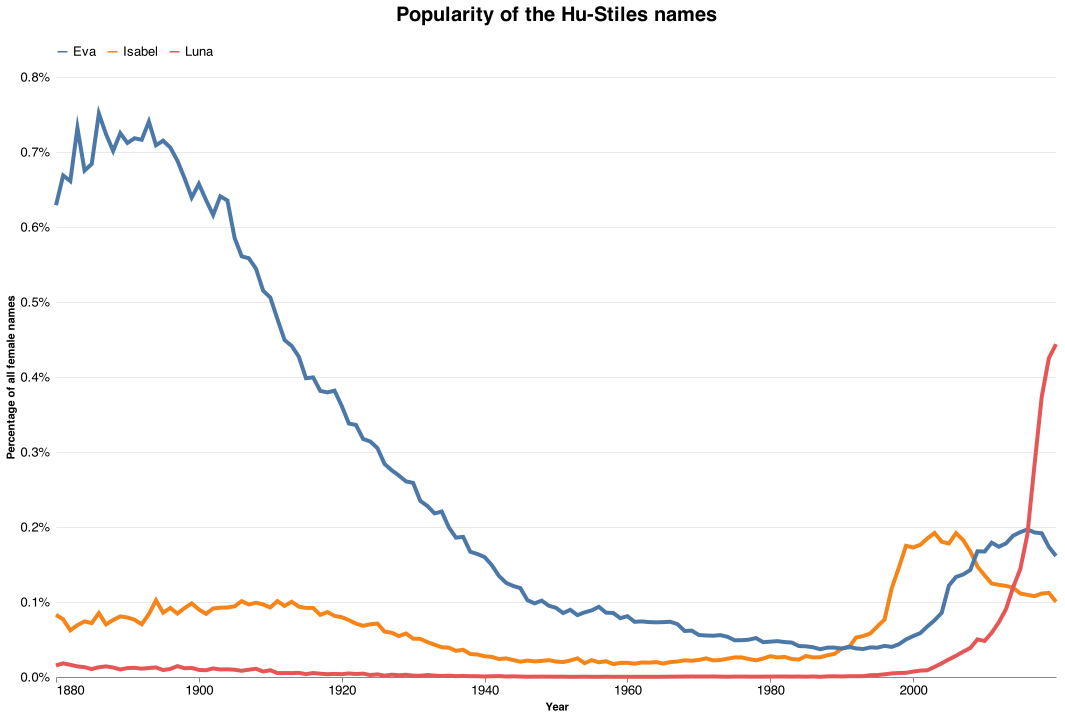 Popularity of the Hu-Stiles names
Eva Isabel Luna
0.8%
0.7%
0.6%
0.5%
0.4%
0.3%
0.2%
0.1%
0.0%
Percentage of all female names
1880 1900 1920 1940 1960 1980 2000
Year